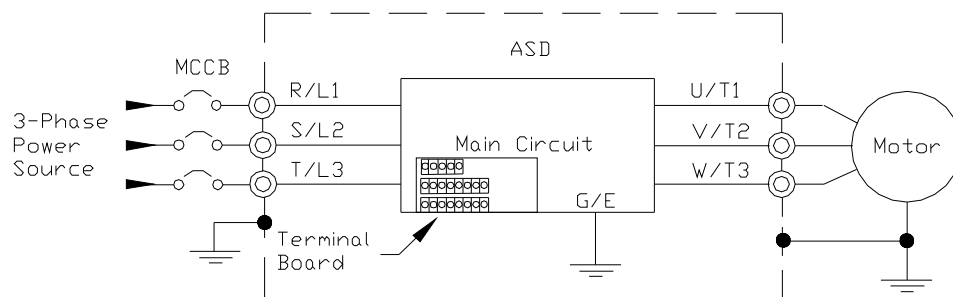 ASD
MCCB
R/L1
U/T1
3-Phase
Power
Source
S/L2
V/T2
Main Circuit
Motor
T/L3
W/T3
G/E
Terminal
Board